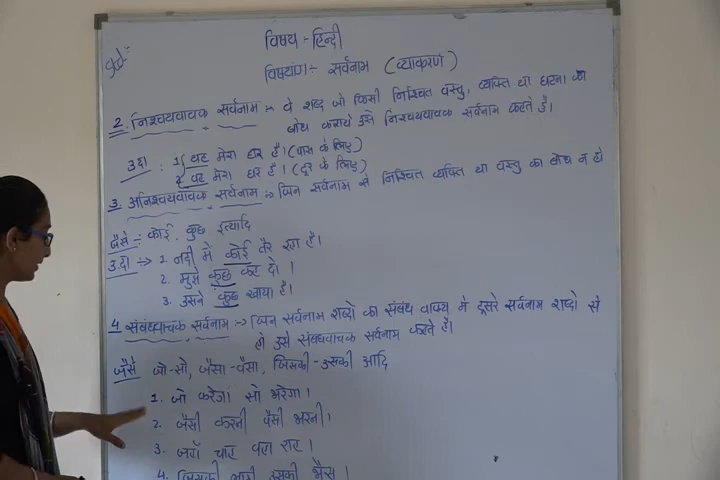 विषय :- हिन्दी
विषयांग :- सर्वनाम (व्याकरण)
2. निश्चयवाचक सर्वनाम :- वे शब्द जो किसी निश्चित वस्तु, व्यक्ति या घटना का
बोध कराये उसे निश्चयवाचक सर्वनाम कहते है।
उदा : 1) यह मेरा घर है। (पास के लिए)
2 वह मेरा घर है। (दूर के लिए)
3. अनिश्चयवाचक सर्वनाम :- जिन सर्वनाम से निश्चित व्यक्ति या वस्तु का बोध न हो
जैसे :- कोई, कुछ इत्यादि
उदा :-> 1. नदी मे कोई तैर रहा है।
2. मुझे कुछ कह दो ।
3. उसने कुछ खाया है।
4 संबंधवाचक सर्वनाम :-> जिन सर्वनाम शब्दो का संबंध वाक्य मे दूसरे सर्वनाम शब्दो से
हो उसे संबंधवाचक सर्वनाम कहते है।
जैसे जो-सो, जैसा-वैसा, जिसकी-उसकी आदि
1. जो करेगा सो भरेगा।
2. जैसी करनी वैसी भरनी।
3. जहाँ चाह वहा राह ।
4. जिसकी लाठी उसकी भैंस ।